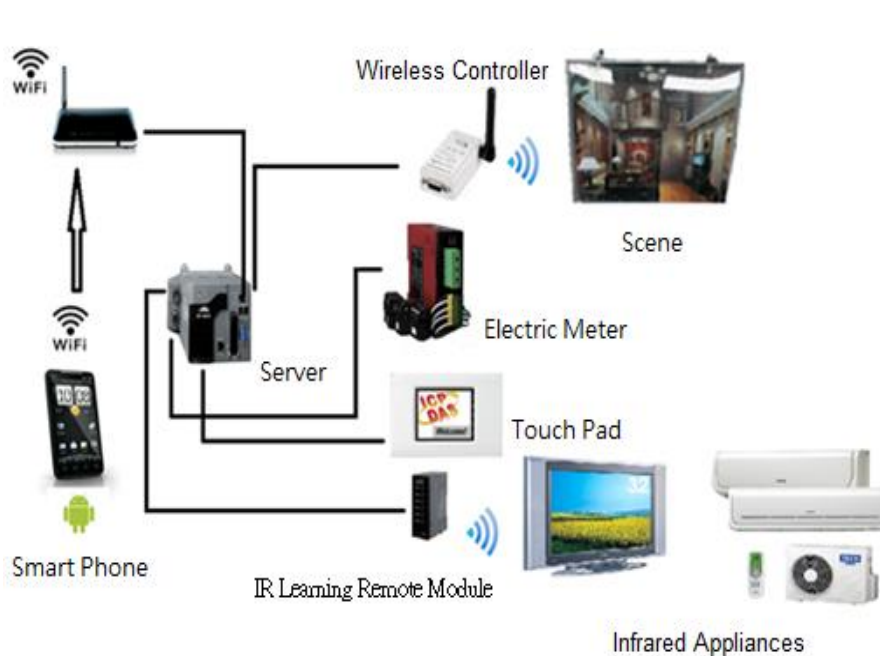 WiFi
Wireless Controller
Scene
Electric Meter
WiFi
Server
ICP
DAS
Touch Pad
Smart Phone
IR Learning Remote Module
Infrared Appliances